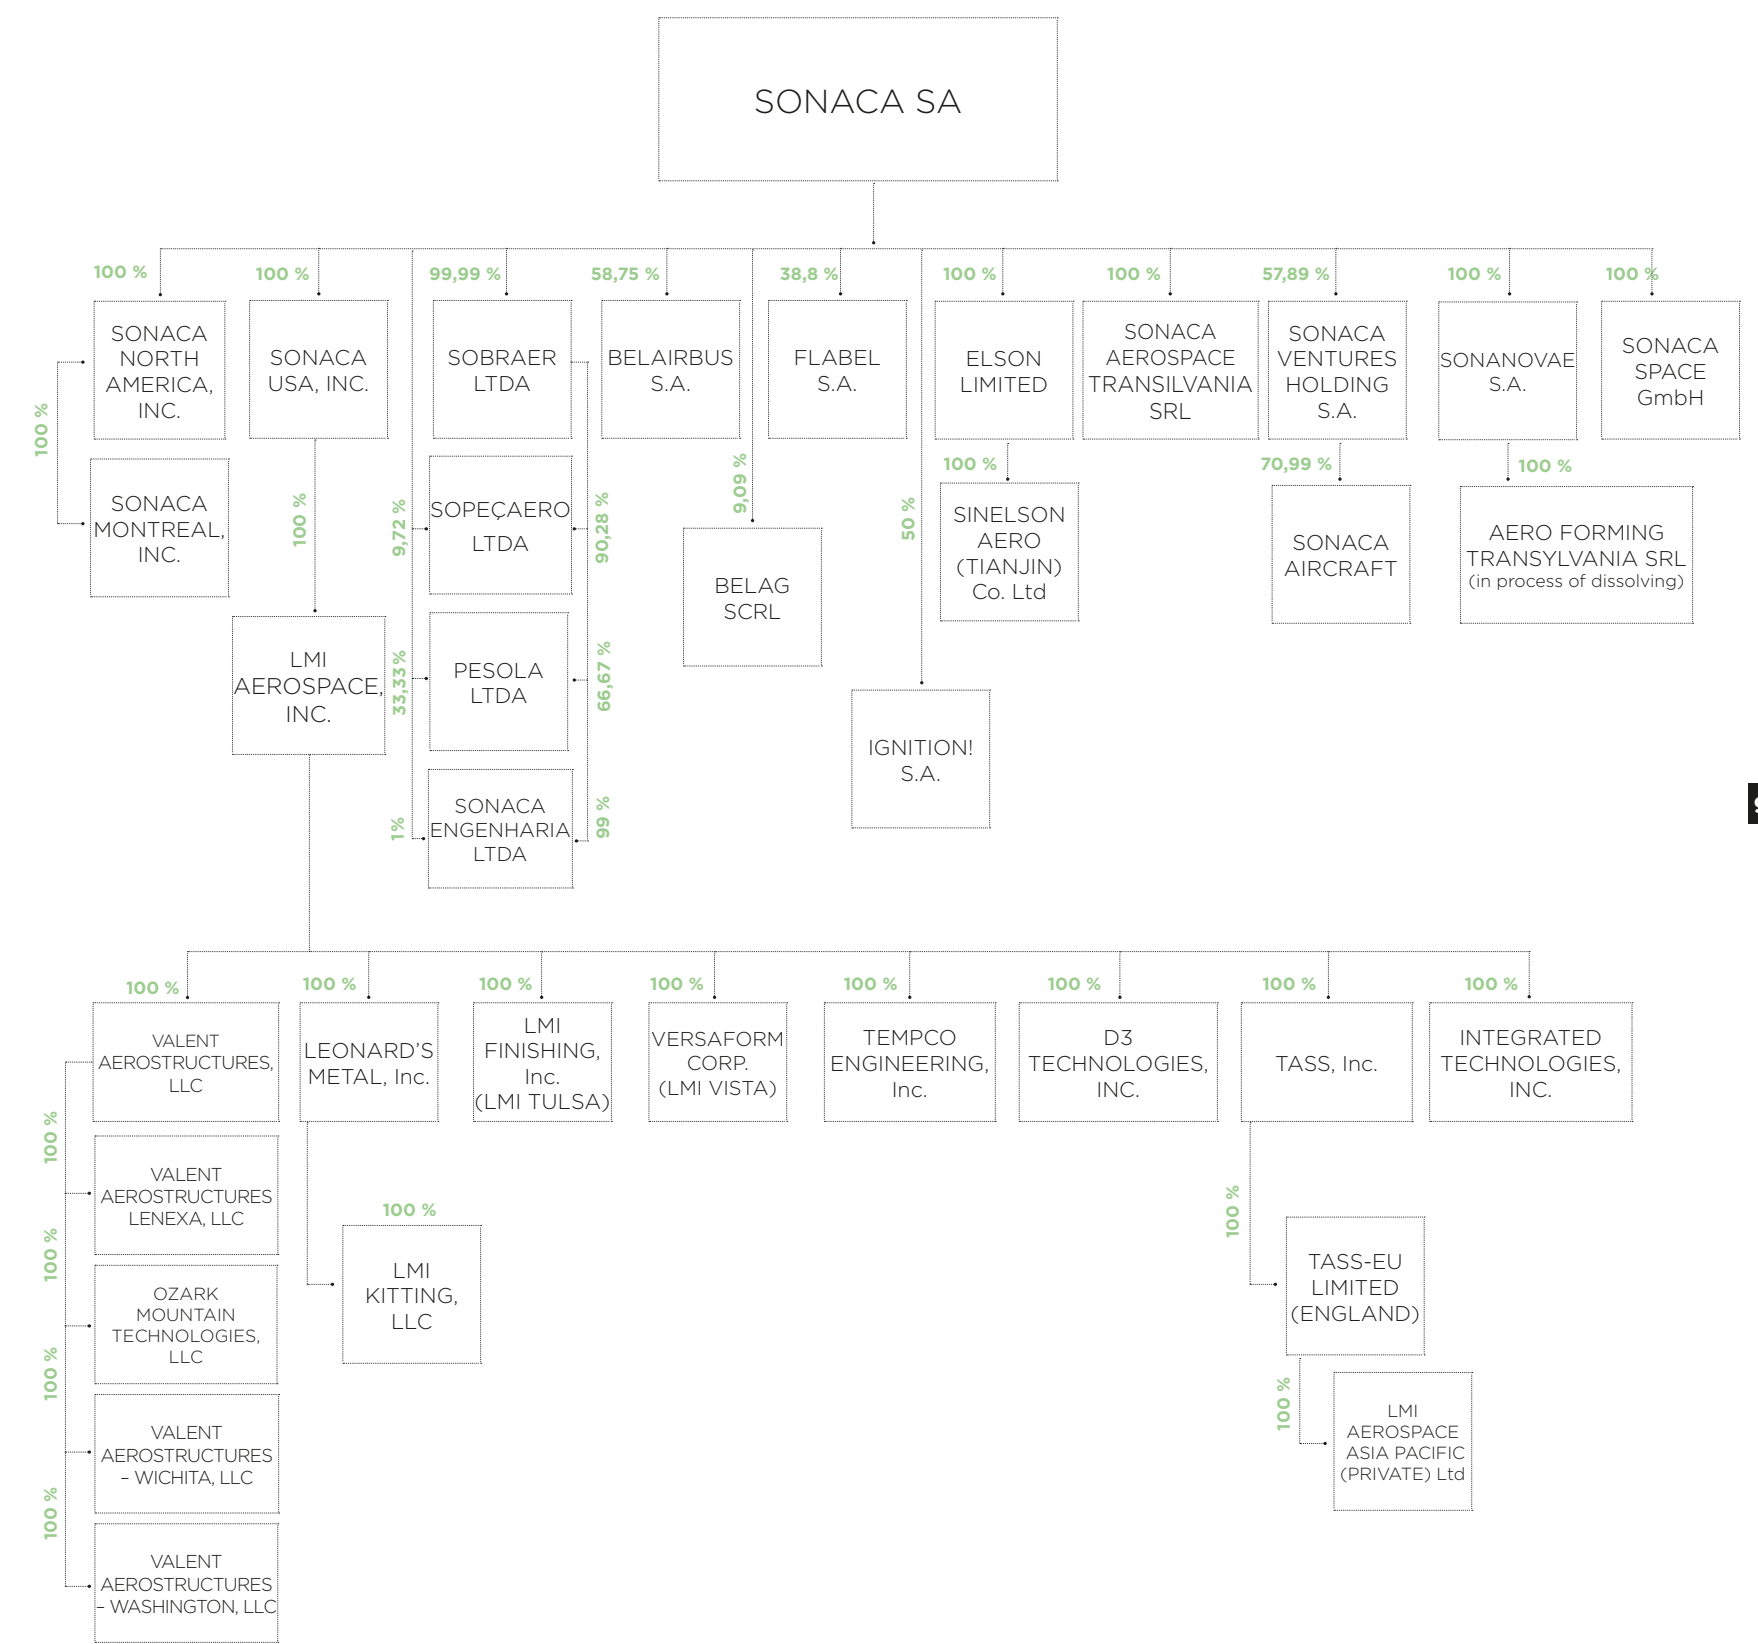 SONACA SA
100 %
100 %
99,99 %
58,75 %
38,8 %
100 %
100 %
57,89 %
100 %
100 %
SONACA
NORTH
AMERICA,
INC.
SONACA
USA, INC.
SOBRAER
LTDA
BELAIRBUS
S.A.
FLABEL
S.A.
ELSON
LIMITED
SONACA
AEROSPACE
TRANSILVANIA
SRL
SONACA
VENTURES
HOLDING
S.A.
SONANOVAE
S.A.
SONACA
SPACE
GmbH
100 %
SONACA
MONTREAL,
INC.
100 %
9,72 %
SOPEÇAERO
LTDA
90,28 %
9,09 %
BELAG
SCRL
50 %
100 %
SINELSON
AERO
(TIANJIN)
Co. Ltd
70,99 %
SONACA
AIRCRAFT
100 %
AERO FORMING
TRANSYLVANIA SRL
(in process of dissolving)
LMI
AEROSPACE,
INC.
33,33%
PESOLA
LTDA
66,67 %
IGNITION!
S.A.
1%
SONACA
ENGENHARIA
LTDA
99 %
100 %
100 %
100 %
100 %
100 %
100 %
100 %
100 %
VALENT
AEROSTRUCTURES,
LLC
LEONARD’S
METAL, Inc.
LMI
FINISHING,
Inc.
(LMI TULSA)
VERSAFORM
CORP.
(LMI VISTA)
TEMPCO
ENGINEERING,
Inc.
D3
TECHNOLOGIES,
INC.
TASS, Inc.
INTEGRATED
TECHNOLOGIES,
INC.
100 %
VALENT
AEROSTRUCTURES
LENEXA, LLC
100 %
OZARK
MOUNTAIN
TECHNOLOGIES,
LLC
100 %
VALENT
AEROSTRUCTURES
– WICHITA, LLC
100 %
VALENT
AEROSTRUCTURES
– WASHINGTON, LLC
100 %
LMI
KITTING,
LLC
100 %
TASS-EU
LIMITED
(ENGLAND)
100 %
LMI
AEROSPACE
ASIA PACIFIC
(PRIVATE) Ltd